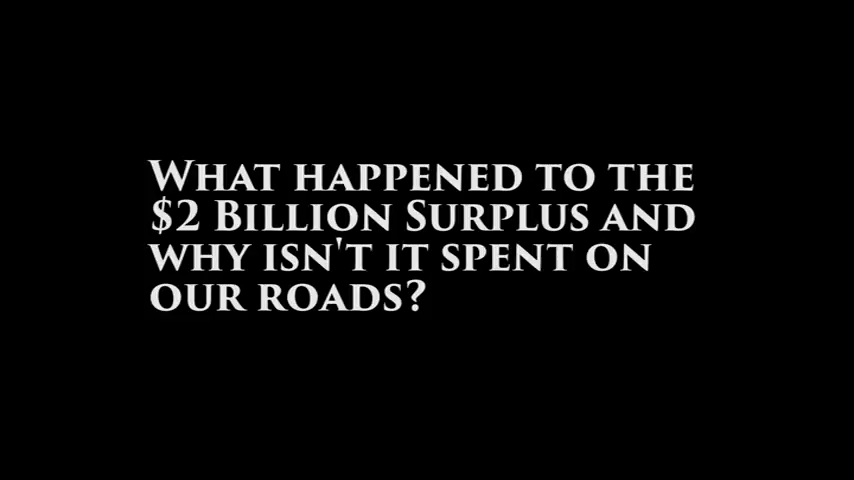 What happened to the
$2 Billion Surplus and
why isn't it spent on
our roads?